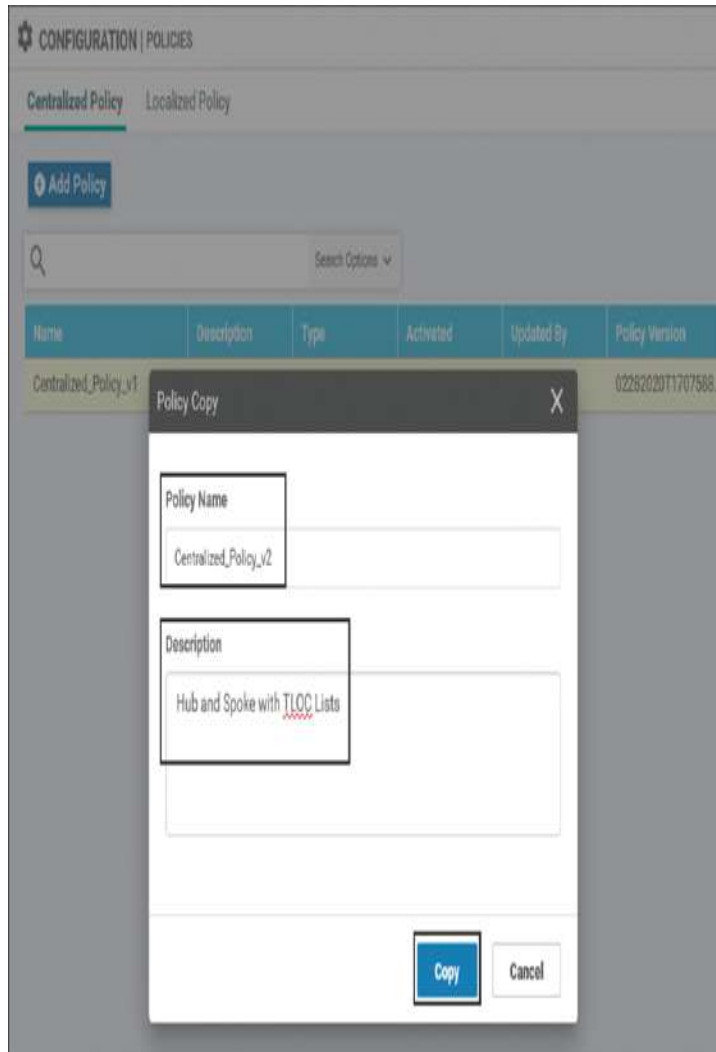 CONFIGURATION | POLICIES
Centralized Policy Localized Policy
Add Policy
Search Options
Name Description Type Activated Updated By Policy Version
Centralized_Policy_v1 02282020T1707588
Policy Copy X
Policy Name
Centralized_Policy_v2
Description
Hub and Spoke with TLOC Lists
Copy Cancel